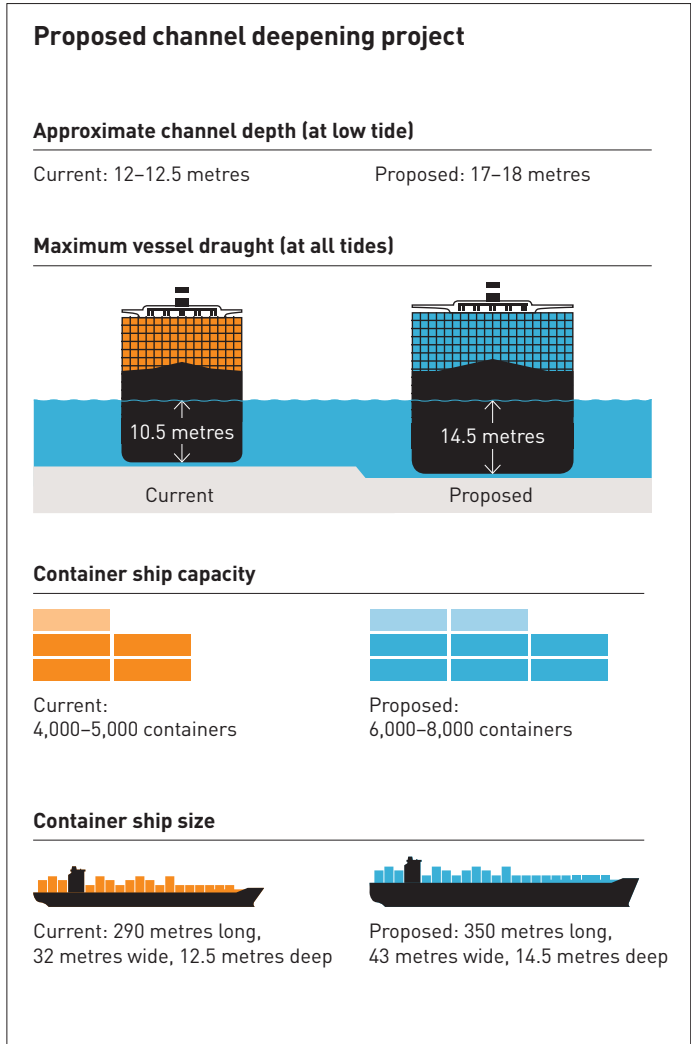 Proposed channel deepening project
Approximate channel depth (at low tide)
Current: 12–12.5 metres
Proposed: 17–18 metres
Maximum vessel draught (at all tides)
10.5 metres
14.5 metres
Current
Proposed
Container ship capacity
Current:
4,000–5,000 containers
Proposed:
6,000–8,000 containers
Container ship size
Current: 290 metres long,
32 metres wide, 12.5 metres deep
Proposed: 350 metres long,
43 metres wide, 14.5 metres deep